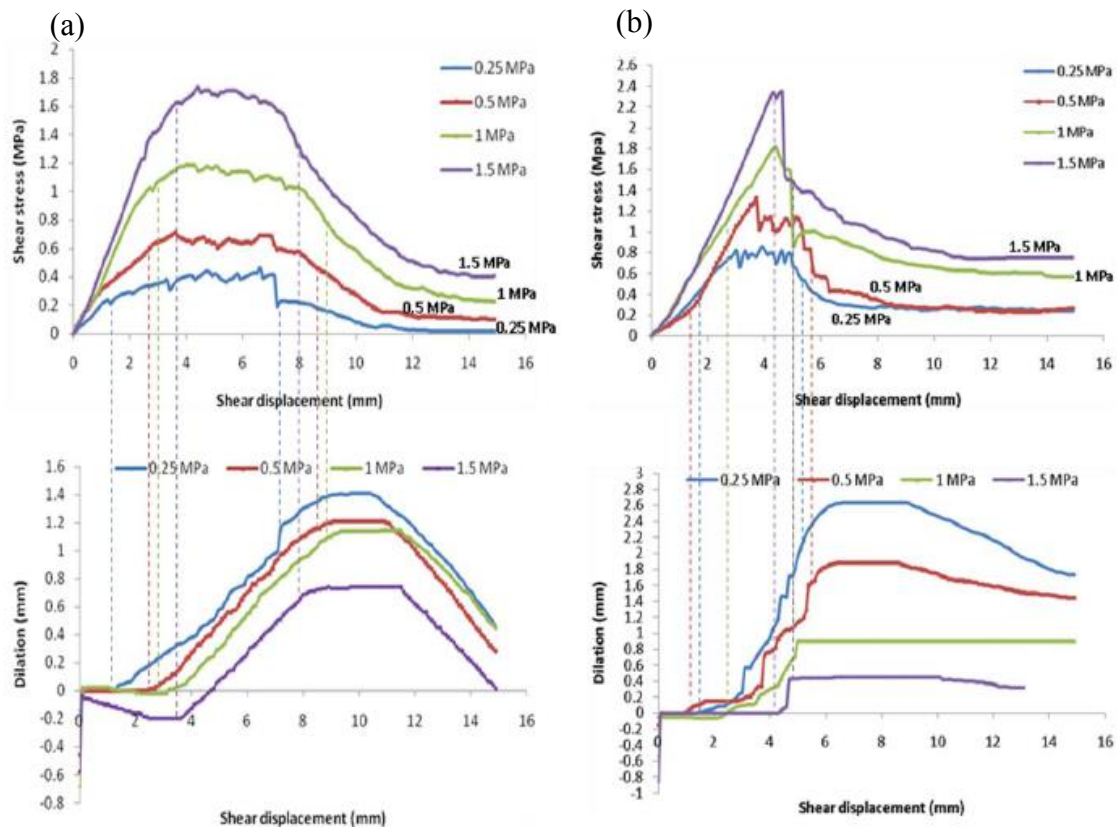 (a)
2
1.8
1.6
1.4
1.2
1
0.8
0.6
0.4
0.2
0
Shear stress (MPa)
0.25 MPa
0.5 MPa
1 MPa
1.5 MPa
1.5 MPa
1 MPa
0.5 MPa
0.25 MPa
0 2 4 6 8 10 12 14 16
Shear displacement (mm)
1.6
1.4
1.2
1
0.8
0.6
0.4
0.2
0
-0.2
-0.4
-0.6
-0.8
Dilation (mm)
0.25 MPa 0.5 MPa 1 MPa 1.5 MPa
0 2 4 6 8 10 12 14 16
Shear displacement (mm)
(b)
2.6
2.4
2.2
2
1.8
1.6
1.4
1.2
1
0.8
0.6
0.4
0.2
0
Shear stress (Mpa)
0.25 MPa
0.5 MPa
1 MPa
1.5 MPa
1.5 MPa
1 MPa
0.5 MPa
0.25 MPa
0 2 4 6 8 10 12 14 16
Shear displacement (mm)
3
2.8
2.6
2.4
2.2
2
1.8
1.6
1.4
1.2
1
0.8
0.6
0.4
0.2
0
-0.2
-0.4
-0.6
-0.8
-1
Dilation (mm)
0.25 MPa 0.5 MPa 1 MPa 1.5 MPa
0 2 4 6 8 10 12 14 16
Shear displacement (mm)